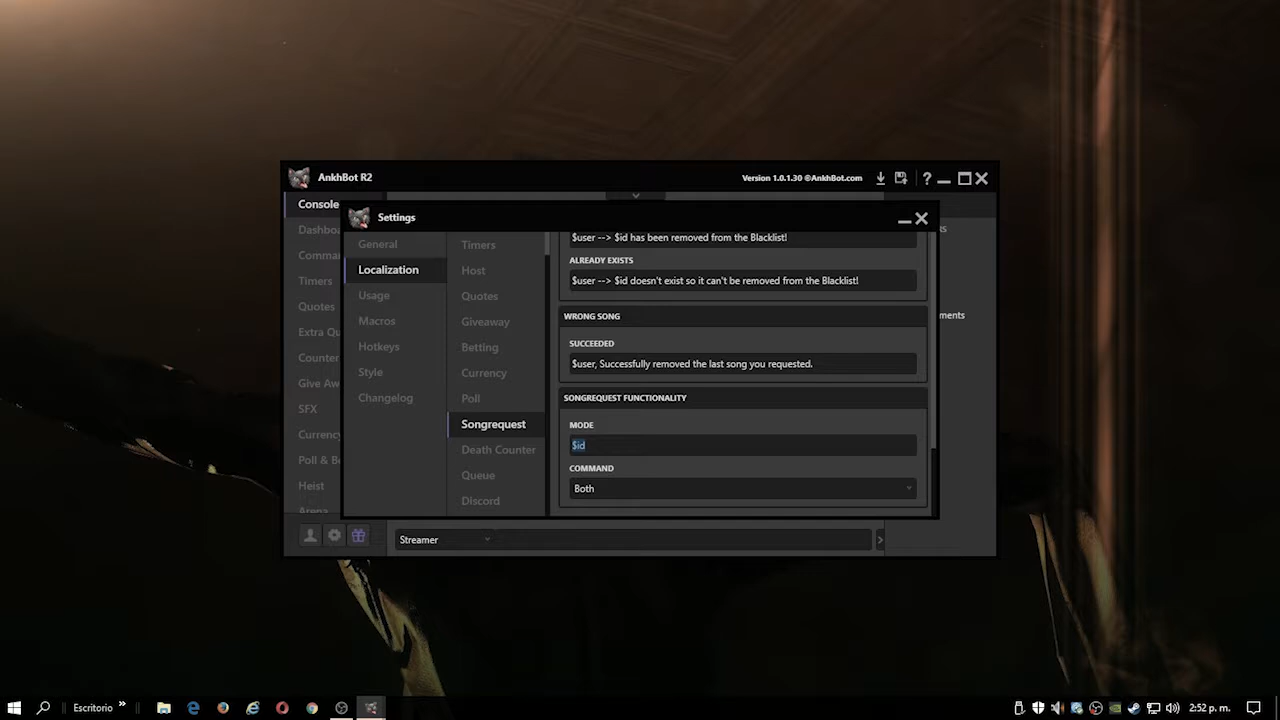 AnkhBot R2
Version 1.0.1.30 ©AnkhBot.com
?
Console
Settings
Dashbo
Comma
Timers
Quotes
Extra Qu
Counter
Give Aw
SFX
Currency
Poll & B
Heist
Arena
General
Localization
Usage
Macros
Hotkeys
Style
Changelog
Timers
Host
Quotes
Giveaway
Betting
Currency
Poll
Songrequest
Death Counter
Queue
Discord
$user --> $id has been removed from the Blacklist!
ALREADY EXISTS
$user --> $id doesn't exist so it can't be removed from the Blacklist!
WRONG SONG
SUCCEEDED
$user, Successfully removed the last song you requested.
SONGREQUEST FUNCTIONALITY
MODE
$id
COMMAND
Both
ments
Streamer
Escritorio
2:52 p. m.